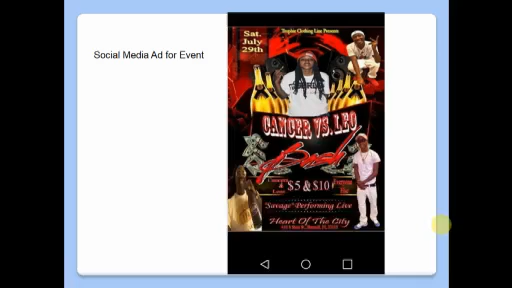 Social Media Ad for Event
Trophie Clothing Line Presents
Sat.
July
29th
CANCER VS. LEO
Bash
$5 & $10
"Savage" Performing Live
Heart Of The City